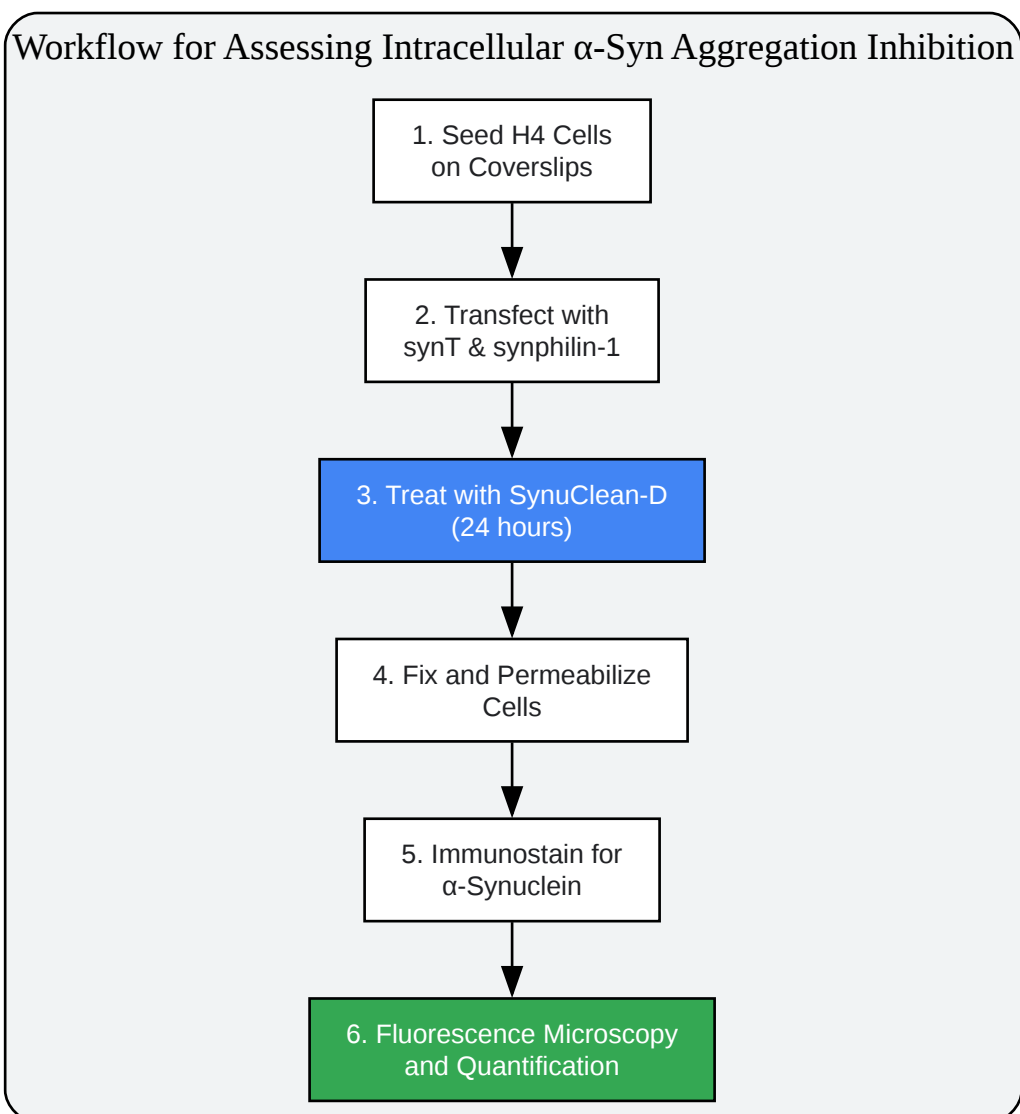 Workflow for Assessing Intracellular α-Syn Aggregation Inhibition
1. Seed H4 Cells
on Coverslips
2. Transfect with
synT & synphilin-1
3. Treat with SynuClean-D
(24 hours)
4. Fix and Permeabilize
Cells
5. Immunostain for
α-Synuclein
6. Fluorescence Microscopy
and Quantification